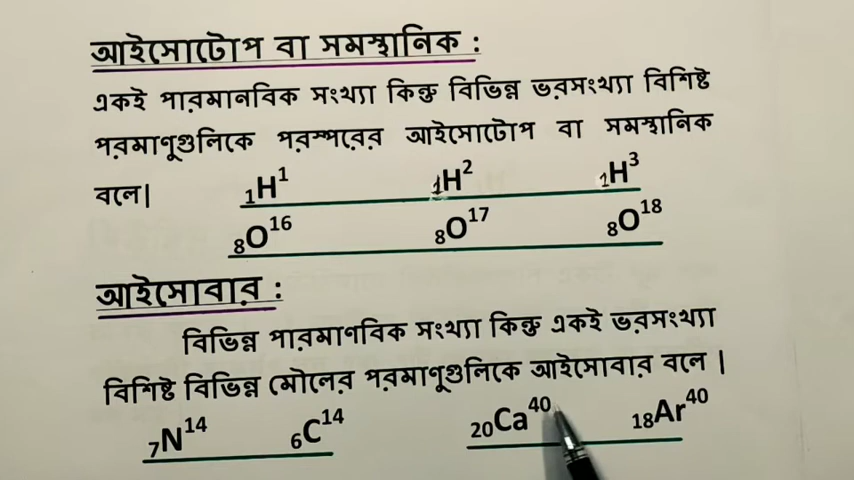 আইসোটোপ বা সমস্থানিক :
একই পারমানবিক সংখ্যা কিন্তু বিভিন্ন ভরসংখ্যা বিশিষ্ট
পরমাণুগুলিকে পরস্পরের আইসোটোপ বা সমস্থানিক
বলে| ₁H¹ ₁H² ₁H³
₈O¹⁶ ₈O¹⁷ ₈O¹⁸
আইসোবার :
বিভিন্ন পারমাণবিক সংখ্যা কিন্তু একই ভরসংখ্যা
বিশিষ্ট বিভিন্ন মৌলের পরমাণুগুলিকে আইসোবার বলে |
₇N¹⁴ ₆C¹⁴ ₂₀Ca⁴⁰ ₁₈Ar⁴⁰